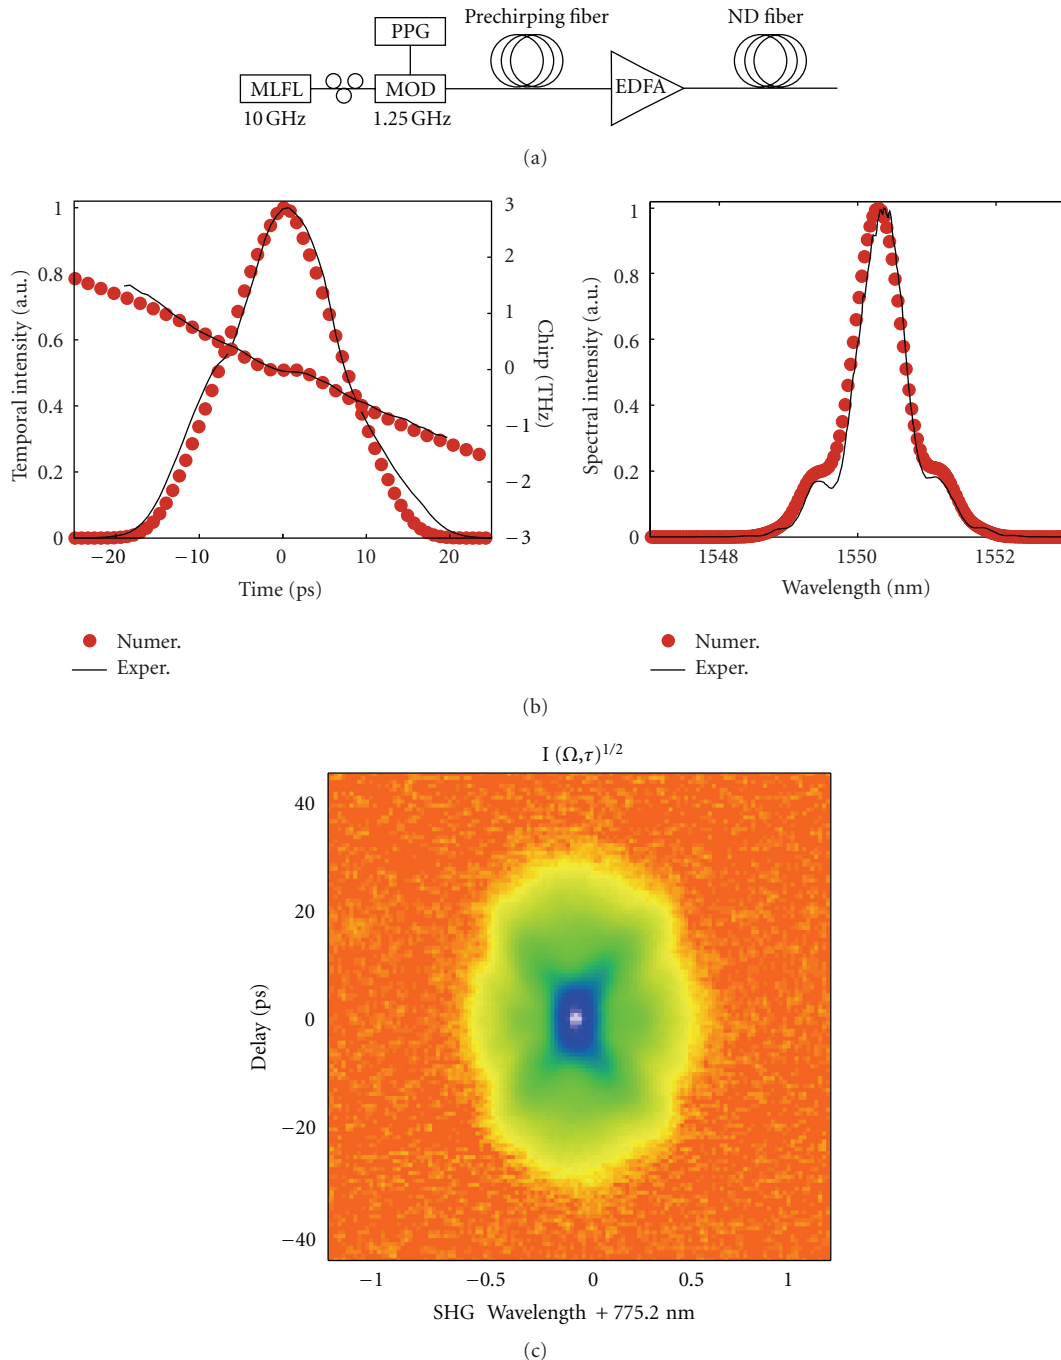 Prechirping fiber
ND fiber
PPG
MLFL
MOD
EDFA
10 GHz
1.25 GHz
(a)
1
0.8
0.6
0.4
0.2
0
3
2
1
0
−1
−2
−3
Temporal intensity (a.u.)
Chirp (THz)
−20
−10
0
10
20
Time (ps)
Numer.
Exper.
1
0.8
0.6
0.4
0.2
0
Spectral intensity (a.u.)
1548
1550
1552
Wavelength (nm)
Numer.
Exper.
(b)
I (Ω,τ)^1/2
40
20
0
−20
−40
Delay (ps)
−1
−0.5
0
0.5
1
SHG Wavelength + 775.2 nm
(c)